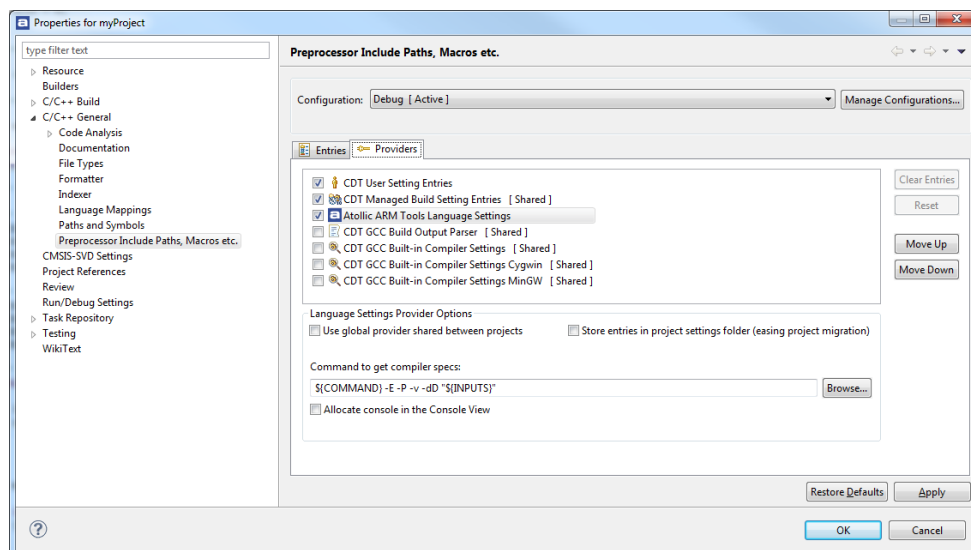 Properties for myProject
type filter text
Resource
Builders
C/C++ Build
C/C++ General
Code Analysis
Documentation
File Types
Formatter
Indexer
Language Mappings
Paths and Symbols
Preprocessor Include Paths, Macros etc.
CMSIS-SVD Settings
Project References
Review
Run/Debug Settings
Task Repository
Testing
WikiText
Preprocessor Include Paths, Macros etc.
Configuration: Debug [ Active ] Manage Configurations...
Entries Providers
CDT User Setting Entries
CDT Managed Build Setting Entries [ Shared ]
Atollic ARM Tools Language Settings
CDT GCC Build Output Parser [ Shared ]
CDT GCC Built-in Compiler Settings [ Shared ]
CDT GCC Built-in Compiler Settings Cygwin [ Shared ]
CDT GCC Built-in Compiler Settings MinGW [ Shared ]
Clear Entries
Reset
Move Up
Move Down
Language Settings Provider Options
Use global provider shared between projects Store entries in project settings folder (easing project migration)
Command to get compiler specs:
${COMMAND} -E -P -v -dD "${INPUTS}" Browse...
Allocate console in the Console View
Restore Defaults Apply
? OK Cancel